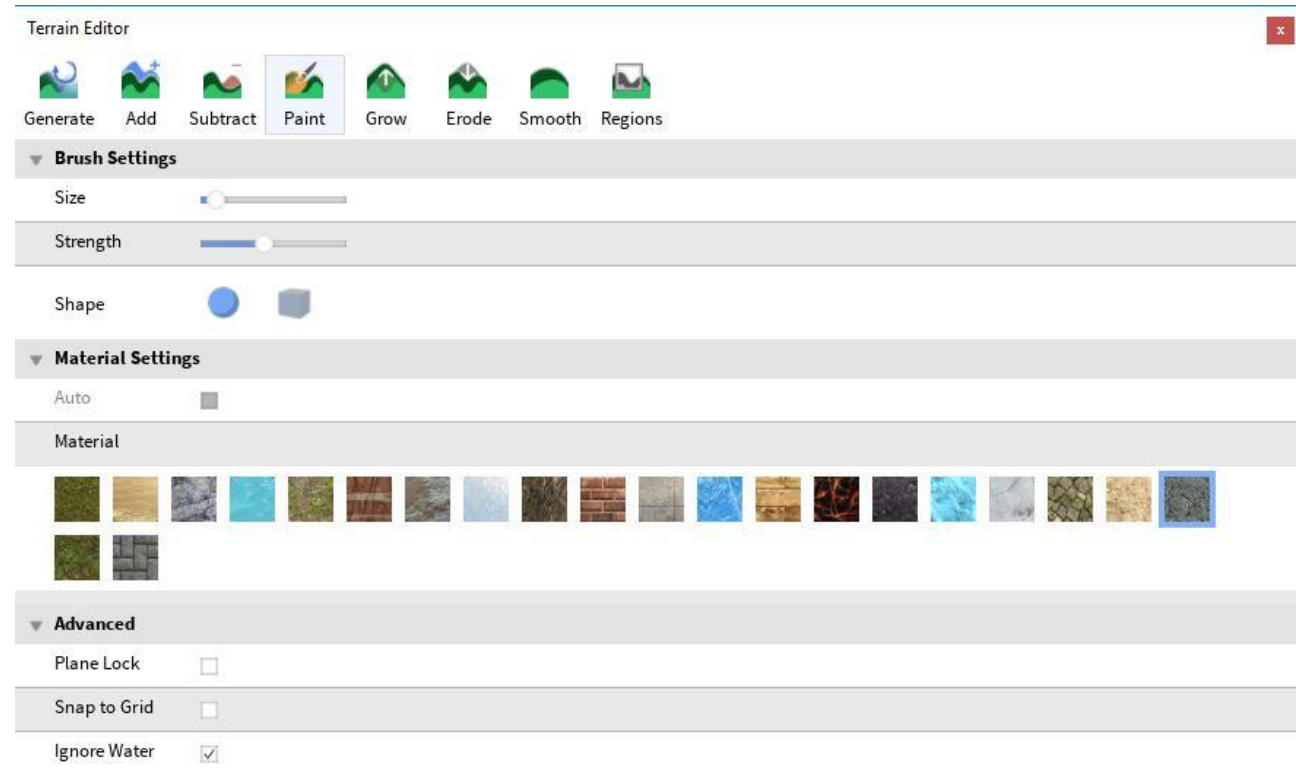 Terrain Editor
x
Generate Add Subtract Paint Grow Erode Smooth Regions
Brush Settings
Size
Strength
Shape
Material Settings
Auto
Material
Advanced
Plane Lock
Snap to Grid
Ignore Water